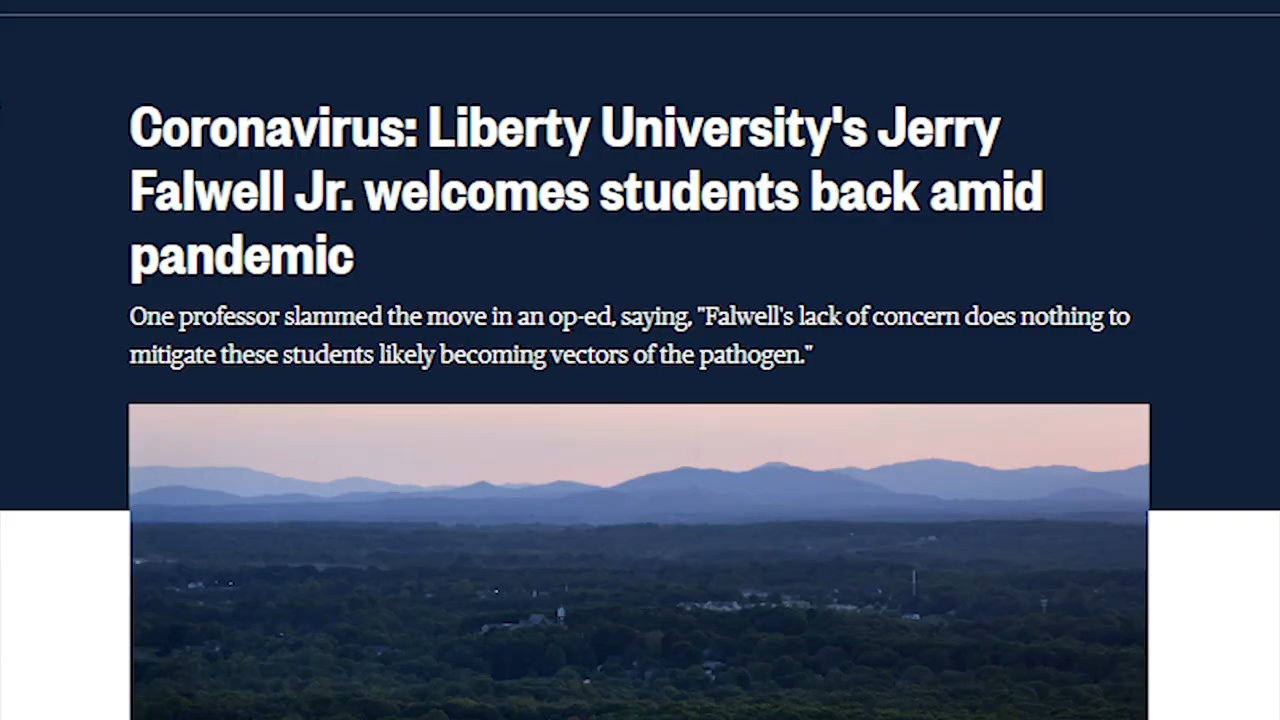 Coronavirus: Liberty University's Jerry
Falwell Jr. welcomes students back amid
pandemic
One professor slammed the move in an op-ed, saying, "Falwell's lack of concern does nothing to
mitigate these students likely becoming vectors of the pathogen."